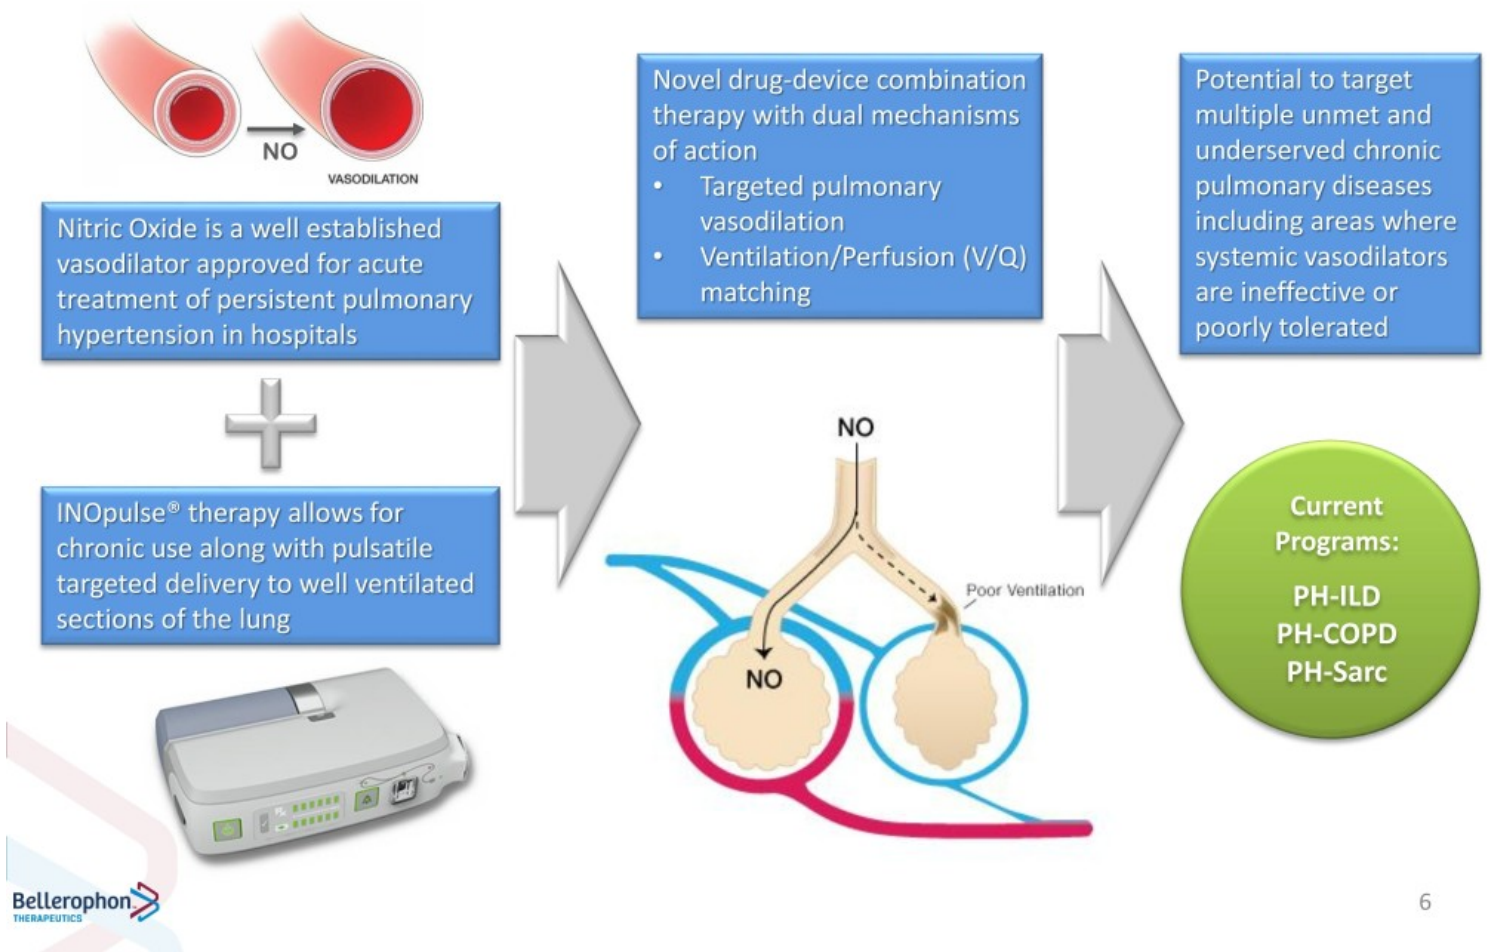 NO
VASODILATION
Nitric Oxide is a well established
vasodilator approved for acute
treatment of persistent pulmonary
hypertension in hospitals
INOpulse® therapy allows for
chronic use along with pulsatile
targeted delivery to well ventilated
sections of the lung
Novel drug-device combination
therapy with dual mechanisms
of action
• Targeted pulmonary
vasodilation
• Ventilation/Perfusion (V/Q)
matching
NO
Poor Ventilation
NO
Potential to target
multiple unmet and
underserved chronic
pulmonary diseases
including areas where
systemic vasodilators
are ineffective or
poorly tolerated
Current
Programs:
PH-ILD
PH-COPD
PH-Sarc
Bellerophon
THERAPEUTICS
6